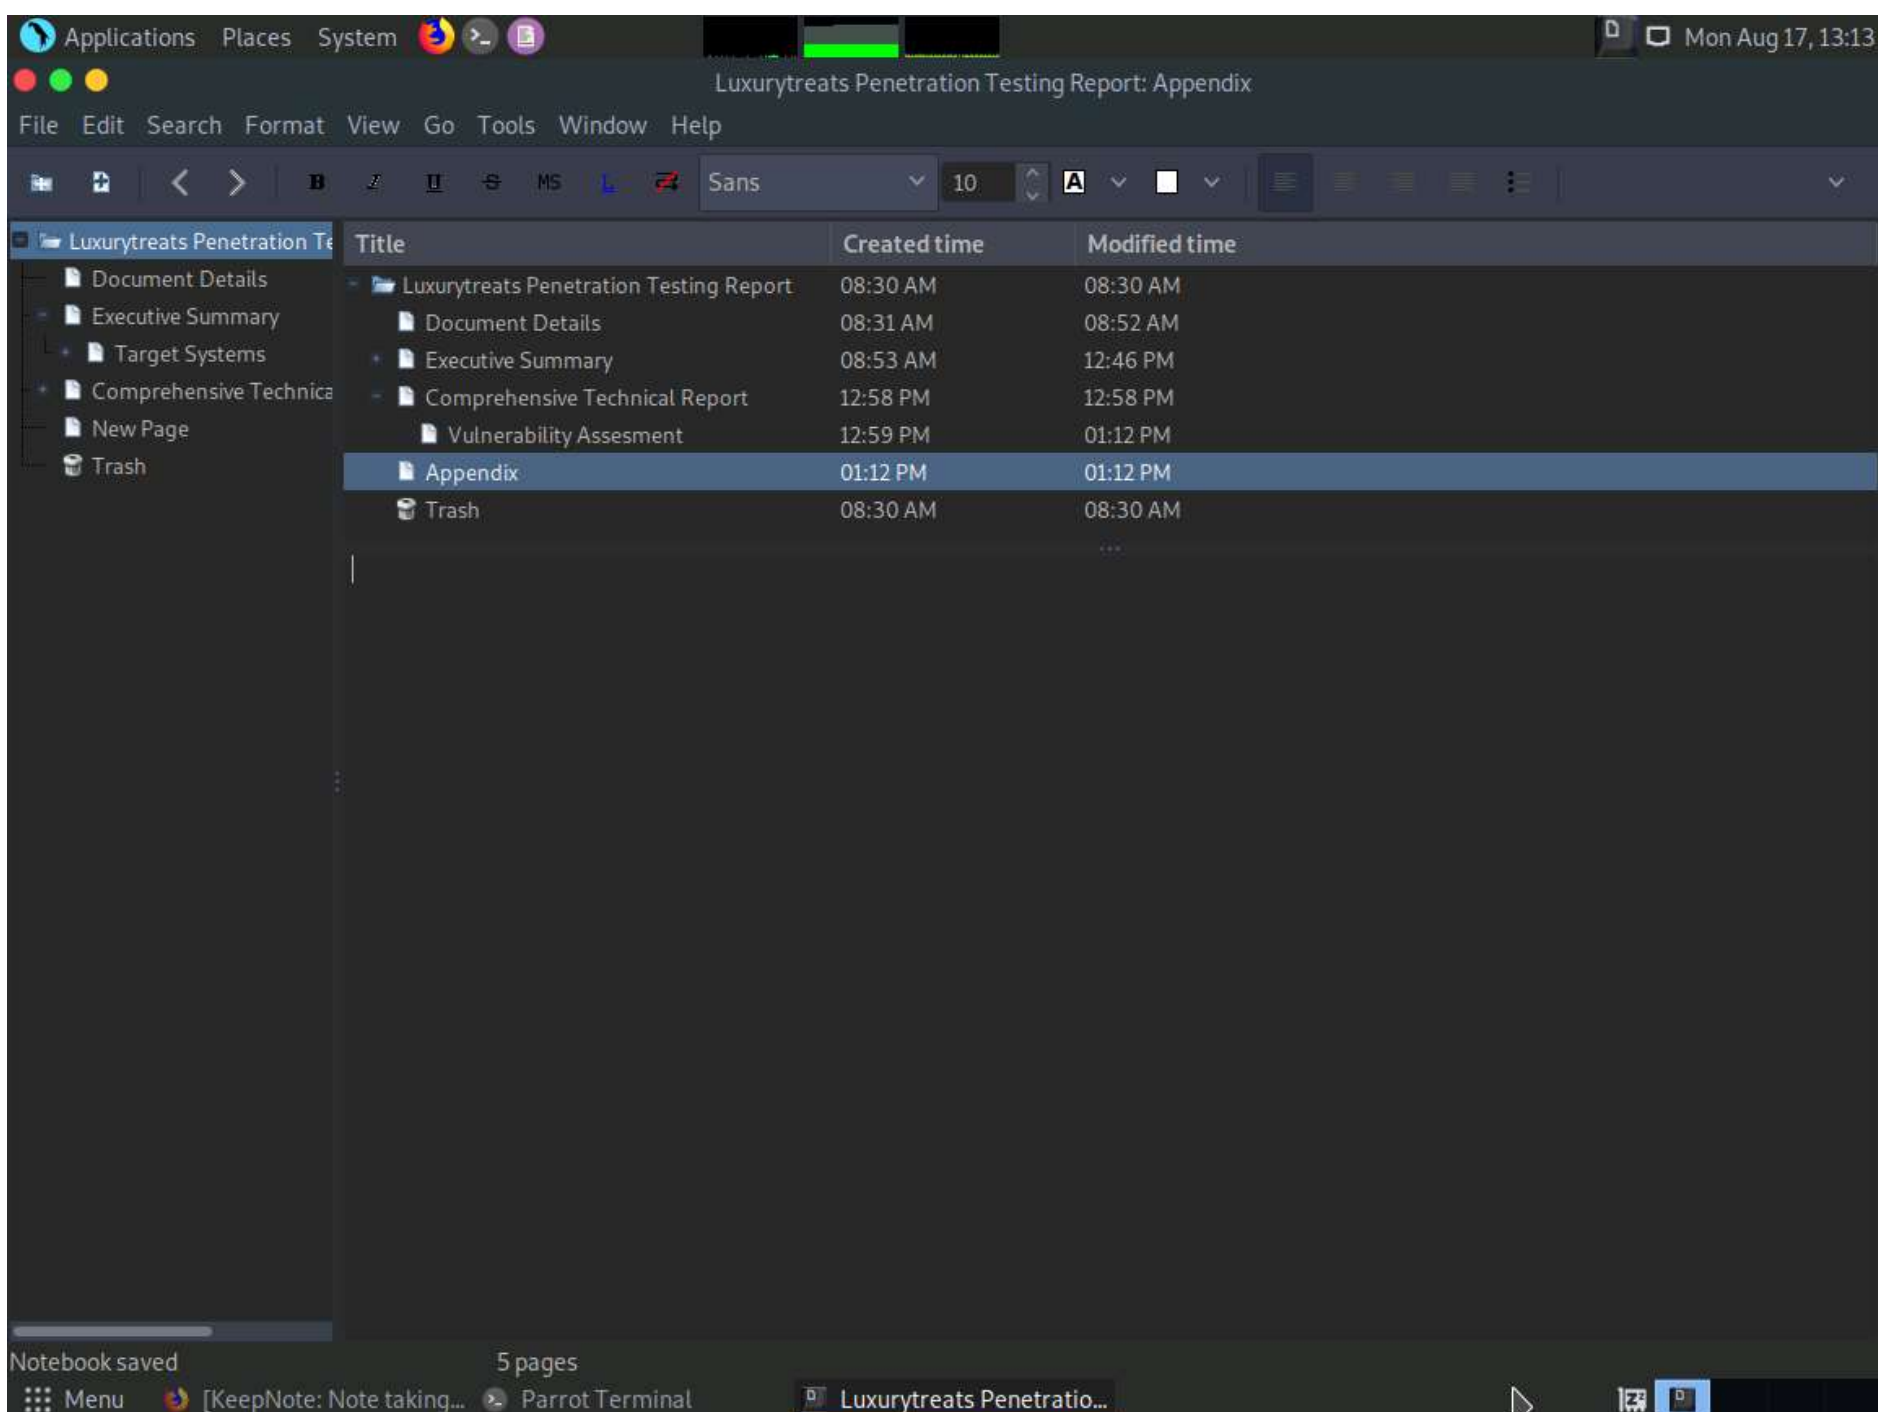 Applications Places System Mon Aug 17, 13:13
Luxurytreats Penetration Testing Report: Appendix
File Edit Search Format View Go Tools Window Help
B I U S MS L Sans 10 A
Luxurytreats Penetration Te
Document Details
Executive Summary
Target Systems
Comprehensive Technica
New Page
Trash
Title Created time Modified time
Luxurytreats Penetration Testing Report 08:30 AM 08:30 AM
Document Details 08:31 AM 08:52 AM
Executive Summary 08:53 AM 12:46 PM
Comprehensive Technical Report 12:58 PM 12:58 PM
Vulnerability Assesment 12:59 PM 01:12 PM
Appendix 01:12 PM 01:12 PM
Trash 08:30 AM 08:30 AM
Notebook saved 5 pages
Menu [KeepNote: Note taking... Parrot Terminal Luxurytreats Penetratio...